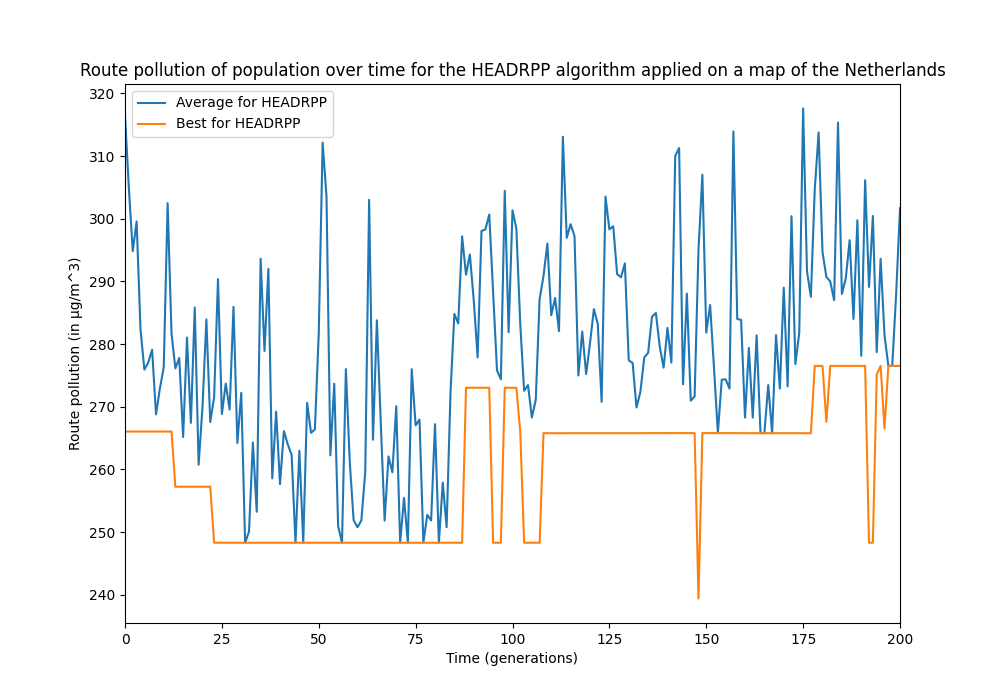 Route pollution of population over time for the HEADRPP algorithm applied on a map of the Netherlands
Average for HEADRPP
Best for HEADRPP
Route pollution (in μg/m^3)
320
310
300
290
280
270
260
250
240
0 25 50 75 100 125 150 175 200
Time (generations)